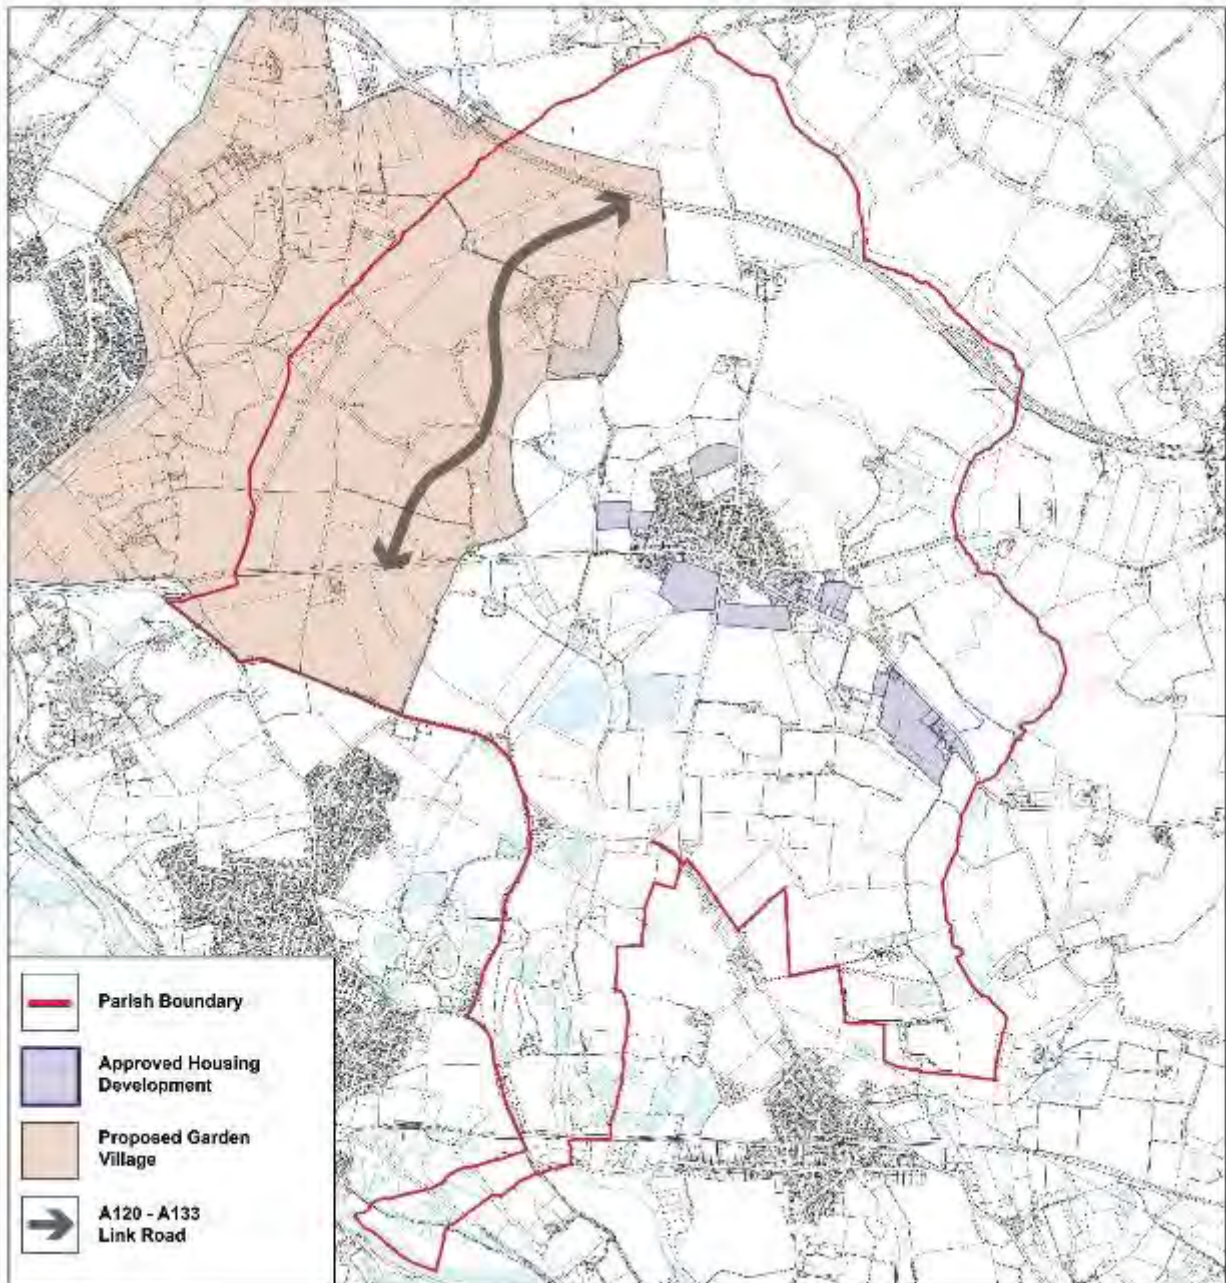 Parish Boundary
Approved Housing
Development
Proposed Garden
Village
A120 - A133
Link Road